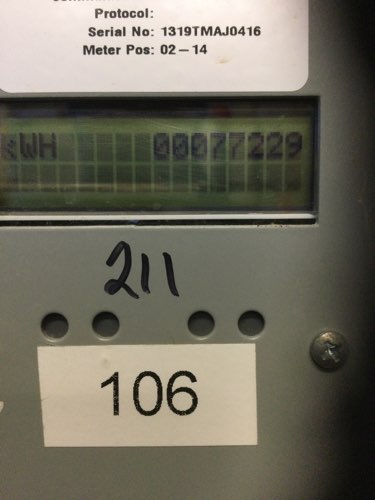 Protocol:
Serial No: 1319TMAJ0416
Meter Pos: 02-14
kWH 00077229
211
106